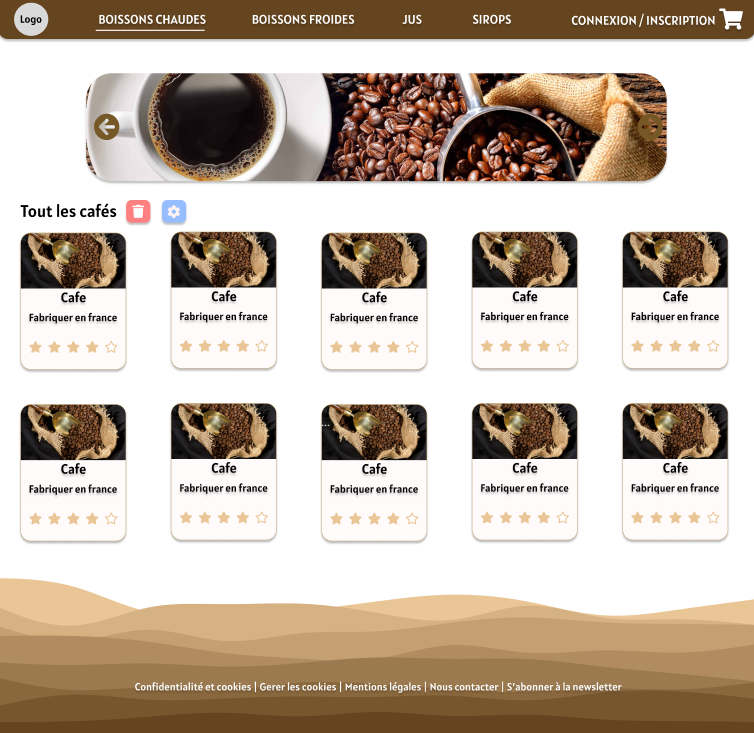 Logo
BOISSONS CHAUDES
BOISSONS FROIDES
JUS
SIROPS
CONNEXION / INSCRIPTION
Tout les cafés
Cafe
Fabriquer en france
Cafe
Fabriquer en france
Cafe
Fabriquer en france
Cafe
Fabriquer en france
Cafe
Fabriquer en france
Cafe
Fabriquer en france
Cafe
Fabriquer en france
Cafe
Fabriquer en france
Cafe
Fabriquer en france
Cafe
Fabriquer en france
Confidentialité et cookies | Gerer les cookies | Mentions légales | Nous contacter | S'abonner à la newsletter